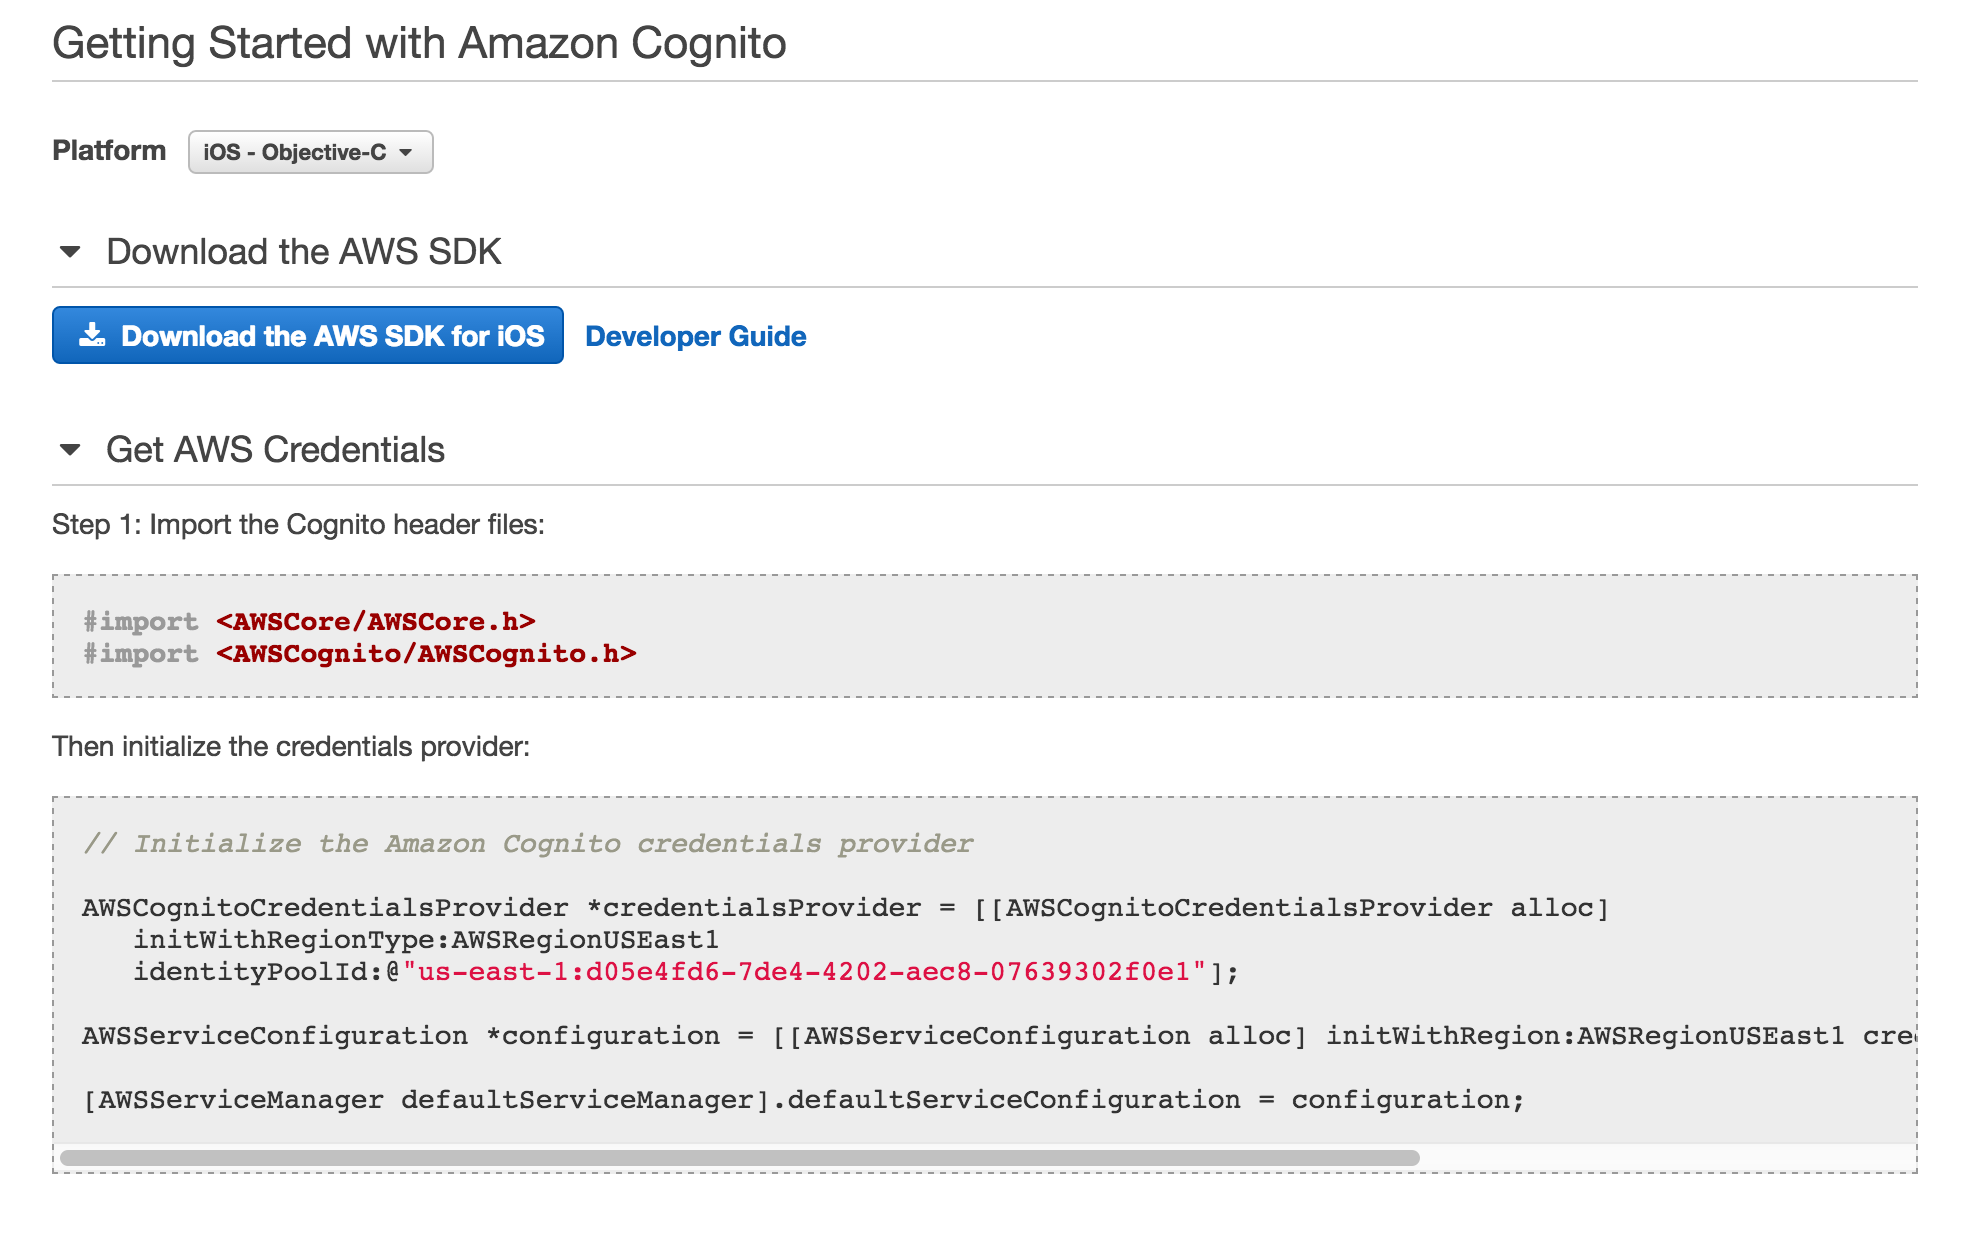 Getting Started with Amazon Cognito
Platform iOS - Objective-C
Download the AWS SDK
Download the AWS SDK for iOS Developer Guide
Get AWS Credentials
Step 1: Import the Cognito header files:
#import <AWSCore/AWSCore.h>
#import <AWSCognito/AWSCognito.h>
Then initialize the credentials provider:
// Initialize the Amazon Cognito credentials provider
AWSCognitoCredentialsProvider *credentialsProvider = [[AWSCognitoCredentialsProvider alloc]
initWithRegionType:AWSRegionUSEast1
identityPoolId:@"us-east-1:d05e4fd6-7de4-4202-aec8-07639302f0e1"];
AWSServiceConfiguration *configuration = [[AWSServiceConfiguration alloc] initWithRegion:AWSRegionUSEast1
[AWSServiceManager defaultServiceManager].defaultServiceConfiguration = configuration;